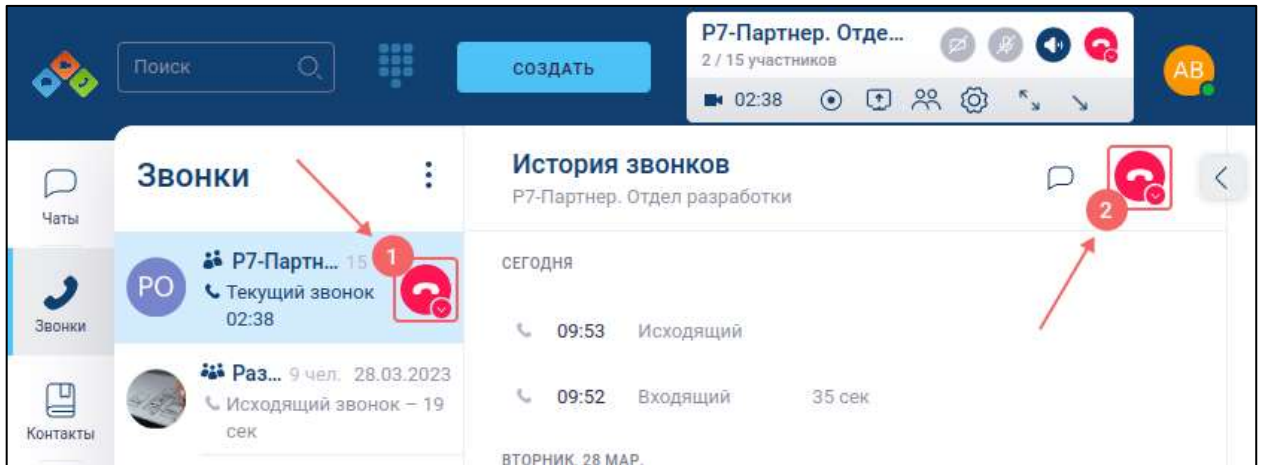 Поиск
СОЗДАТЬ
Р7-Партнер. Отде...
2 / 15 участников
02:38
АВ
Чаты
Звонки
Контакты
Звонки
РО
Р7-Партн... 15
1
Текущий звонок
02:38
Раз... 9 чел. 28.03.2023
Исходящий звонок – 19
сек
История звонков
Р7-Партнер. Отдел разработки
2
СЕГОДНЯ
09:53 Исходящий
09:52 Входящий 35 сек
ВТОРНИК, 28 МАР.